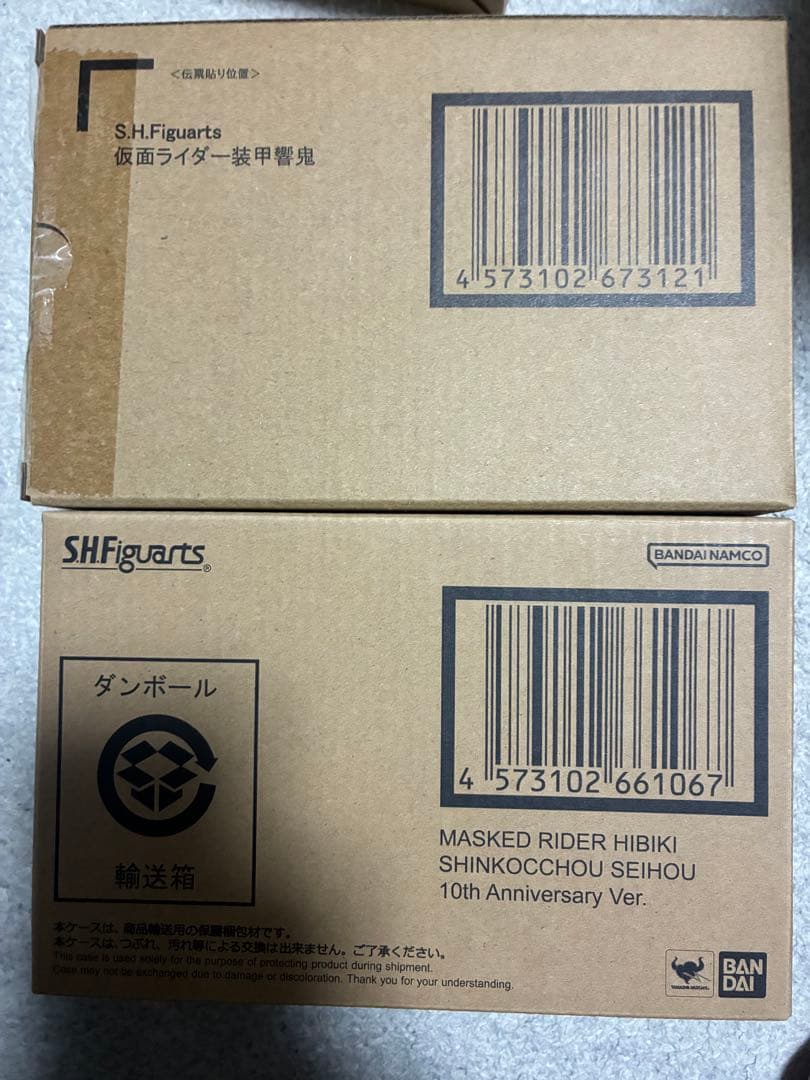 ＜伝票貼り位置＞
S.H.Figuarts
仮面ライダー装甲響鬼
4 573102 673121
S.H.Figuarts®
BANDAI NAMCO
ダンボール
輸送箱
4 573102 661067
MASKED RIDER HIBIKI
SHINKOCCHOU SEIHOU
10th Anniversary Ver.
本ケースは、商品輸送用の保護梱包材です。
本ケースは、つぶれ、汚れ等による交換は出来ません。ご了承ください。
This case is used solely for the purpose of protecting product during shipment.
Case may not be exchanged due to damage or discoloration. Thank you for your understanding.
TAMASHII NATIONS
BAN
DAI